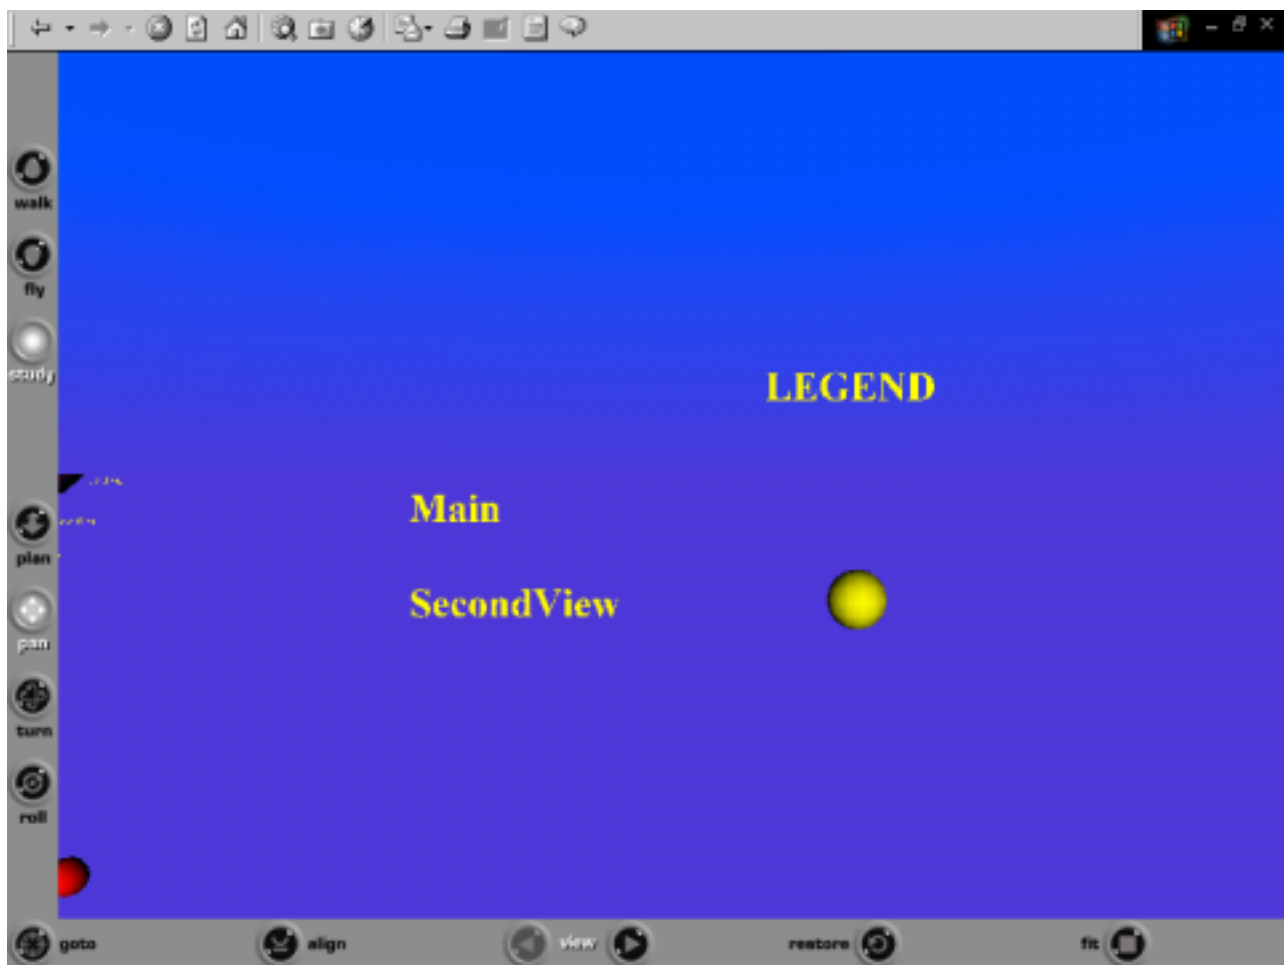 walk
fly
study
LEGEND
Main
plan
SecondView
pan
turn
roll
goto
align
view
restore
fit